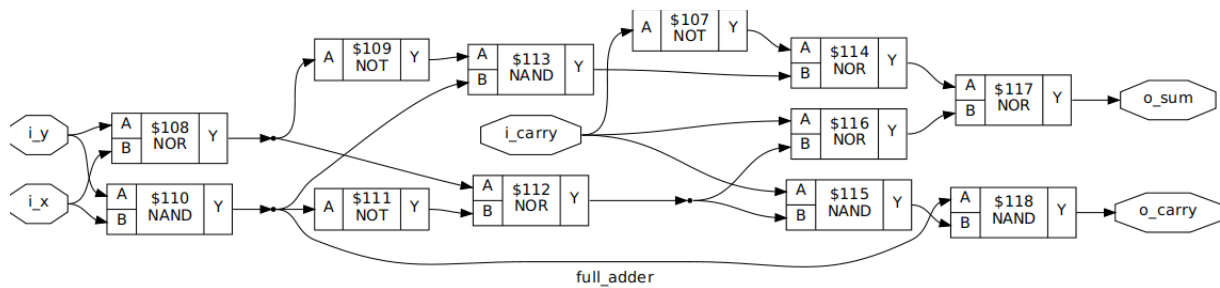 i_y
i_x
A $108 Y
B NOR
A $110 Y
B NAND
A $109 Y
NOT
A $111 Y
NOT
A $113 Y
B NAND
A $112 Y
B NOR
i_carry
A $107 Y
NOT
A $114 Y
B NOR
A $116 Y
B NOR
A $115 Y
B NAND
A $117 Y
B NOR
A $118 Y
B NAND
o_sum
o_carry
full_adder